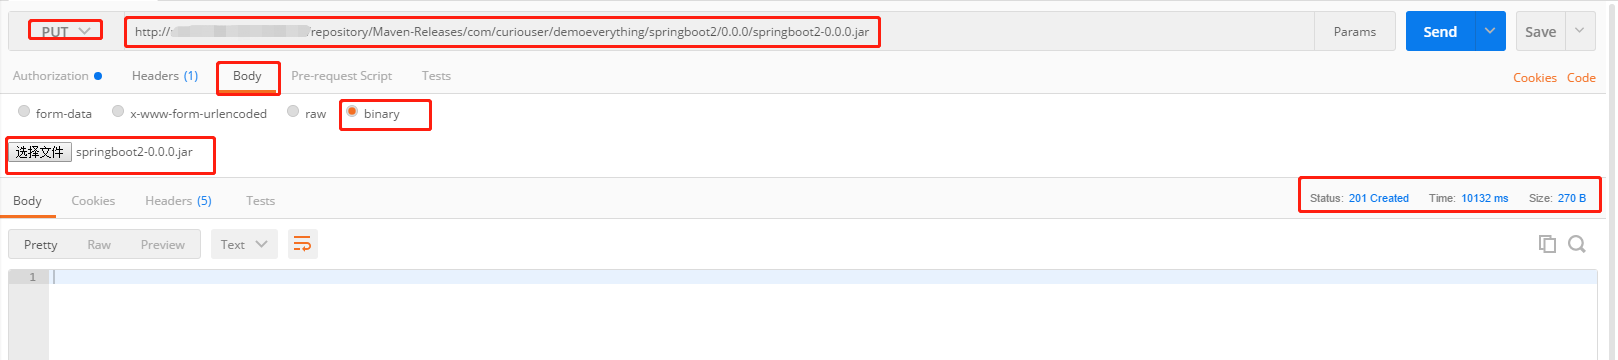 PUT http:// repository/Maven-Releases/com/curiouser/demoeverything/springboot2/0.0.0/springboot2-0.0.0.jar Params Send Save
Authorization Headers (1) Body Pre-request Script Tests Cookies Code
form-data x-www-form-urlencoded raw binary
选择文件 springboot2-0.0.0.jar
Body Cookies Headers (5) Tests Status: 201 Created Time: 10132 ms Size: 270 B
Pretty Raw Preview Text
1